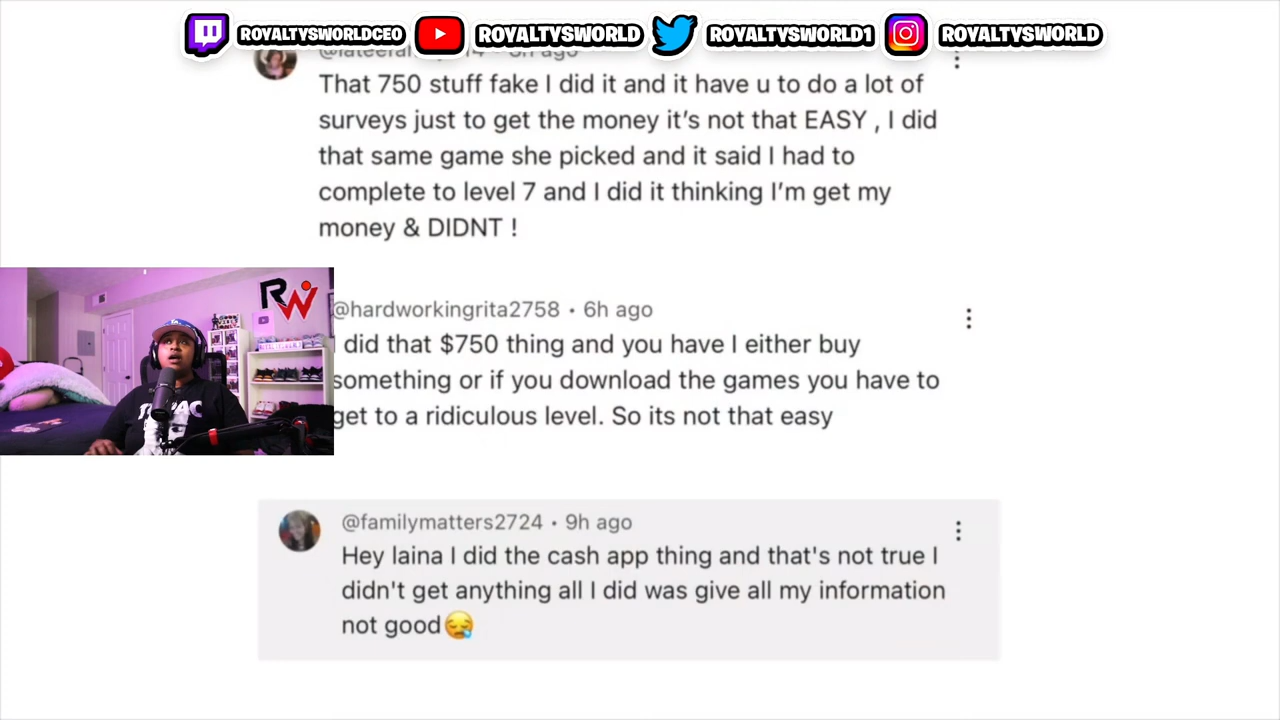 ROYALTYSWORLDCEO ROYALTYSWORLD ROYALTYSWORLD1 ROYALTYSWORLD
That 750 stuff fake I did it and it have u to do a lot of
surveys just to get the money it’s not that EASY , I did
that same game she picked and it said I had to
complete to level 7 and I did it thinking I’m get my
money & DIDNT !
RW
@hardworkingrita2758 • 6h ago
I did that $750 thing and you have I either buy
something or if you download the games you have to
get to a ridiculous level. So its not that easy
@familymatters2724 • 9h ago
Hey laina I did the cash app thing and that's not true I
didn't get anything all I did was give all my information
not good😪